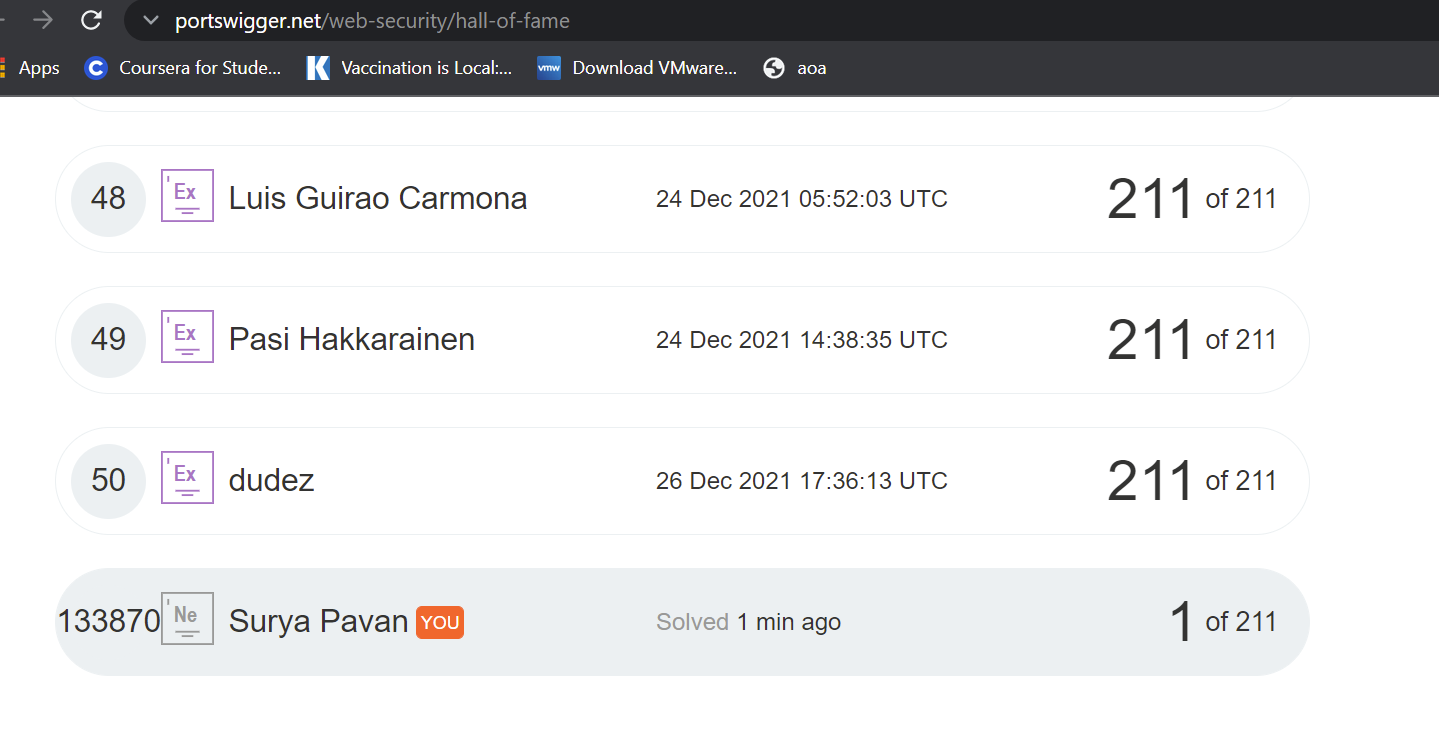 portswigger.net/web-security/hall-of-fame
Apps C Coursera for Stude... K Vaccination is Local:... vmw Download VMware... aoa
48 ' Ex Luis Guirao Carmona 24 Dec 2021 05:52:03 UTC 211 of 211
49 ' Ex Pasi Hakkarainen 24 Dec 2021 14:38:35 UTC 211 of 211
50 ' Ex dudez 26 Dec 2021 17:36:13 UTC 211 of 211
133870 ' Ne Surya Pavan YOU Solved 1 min ago 1 of 211